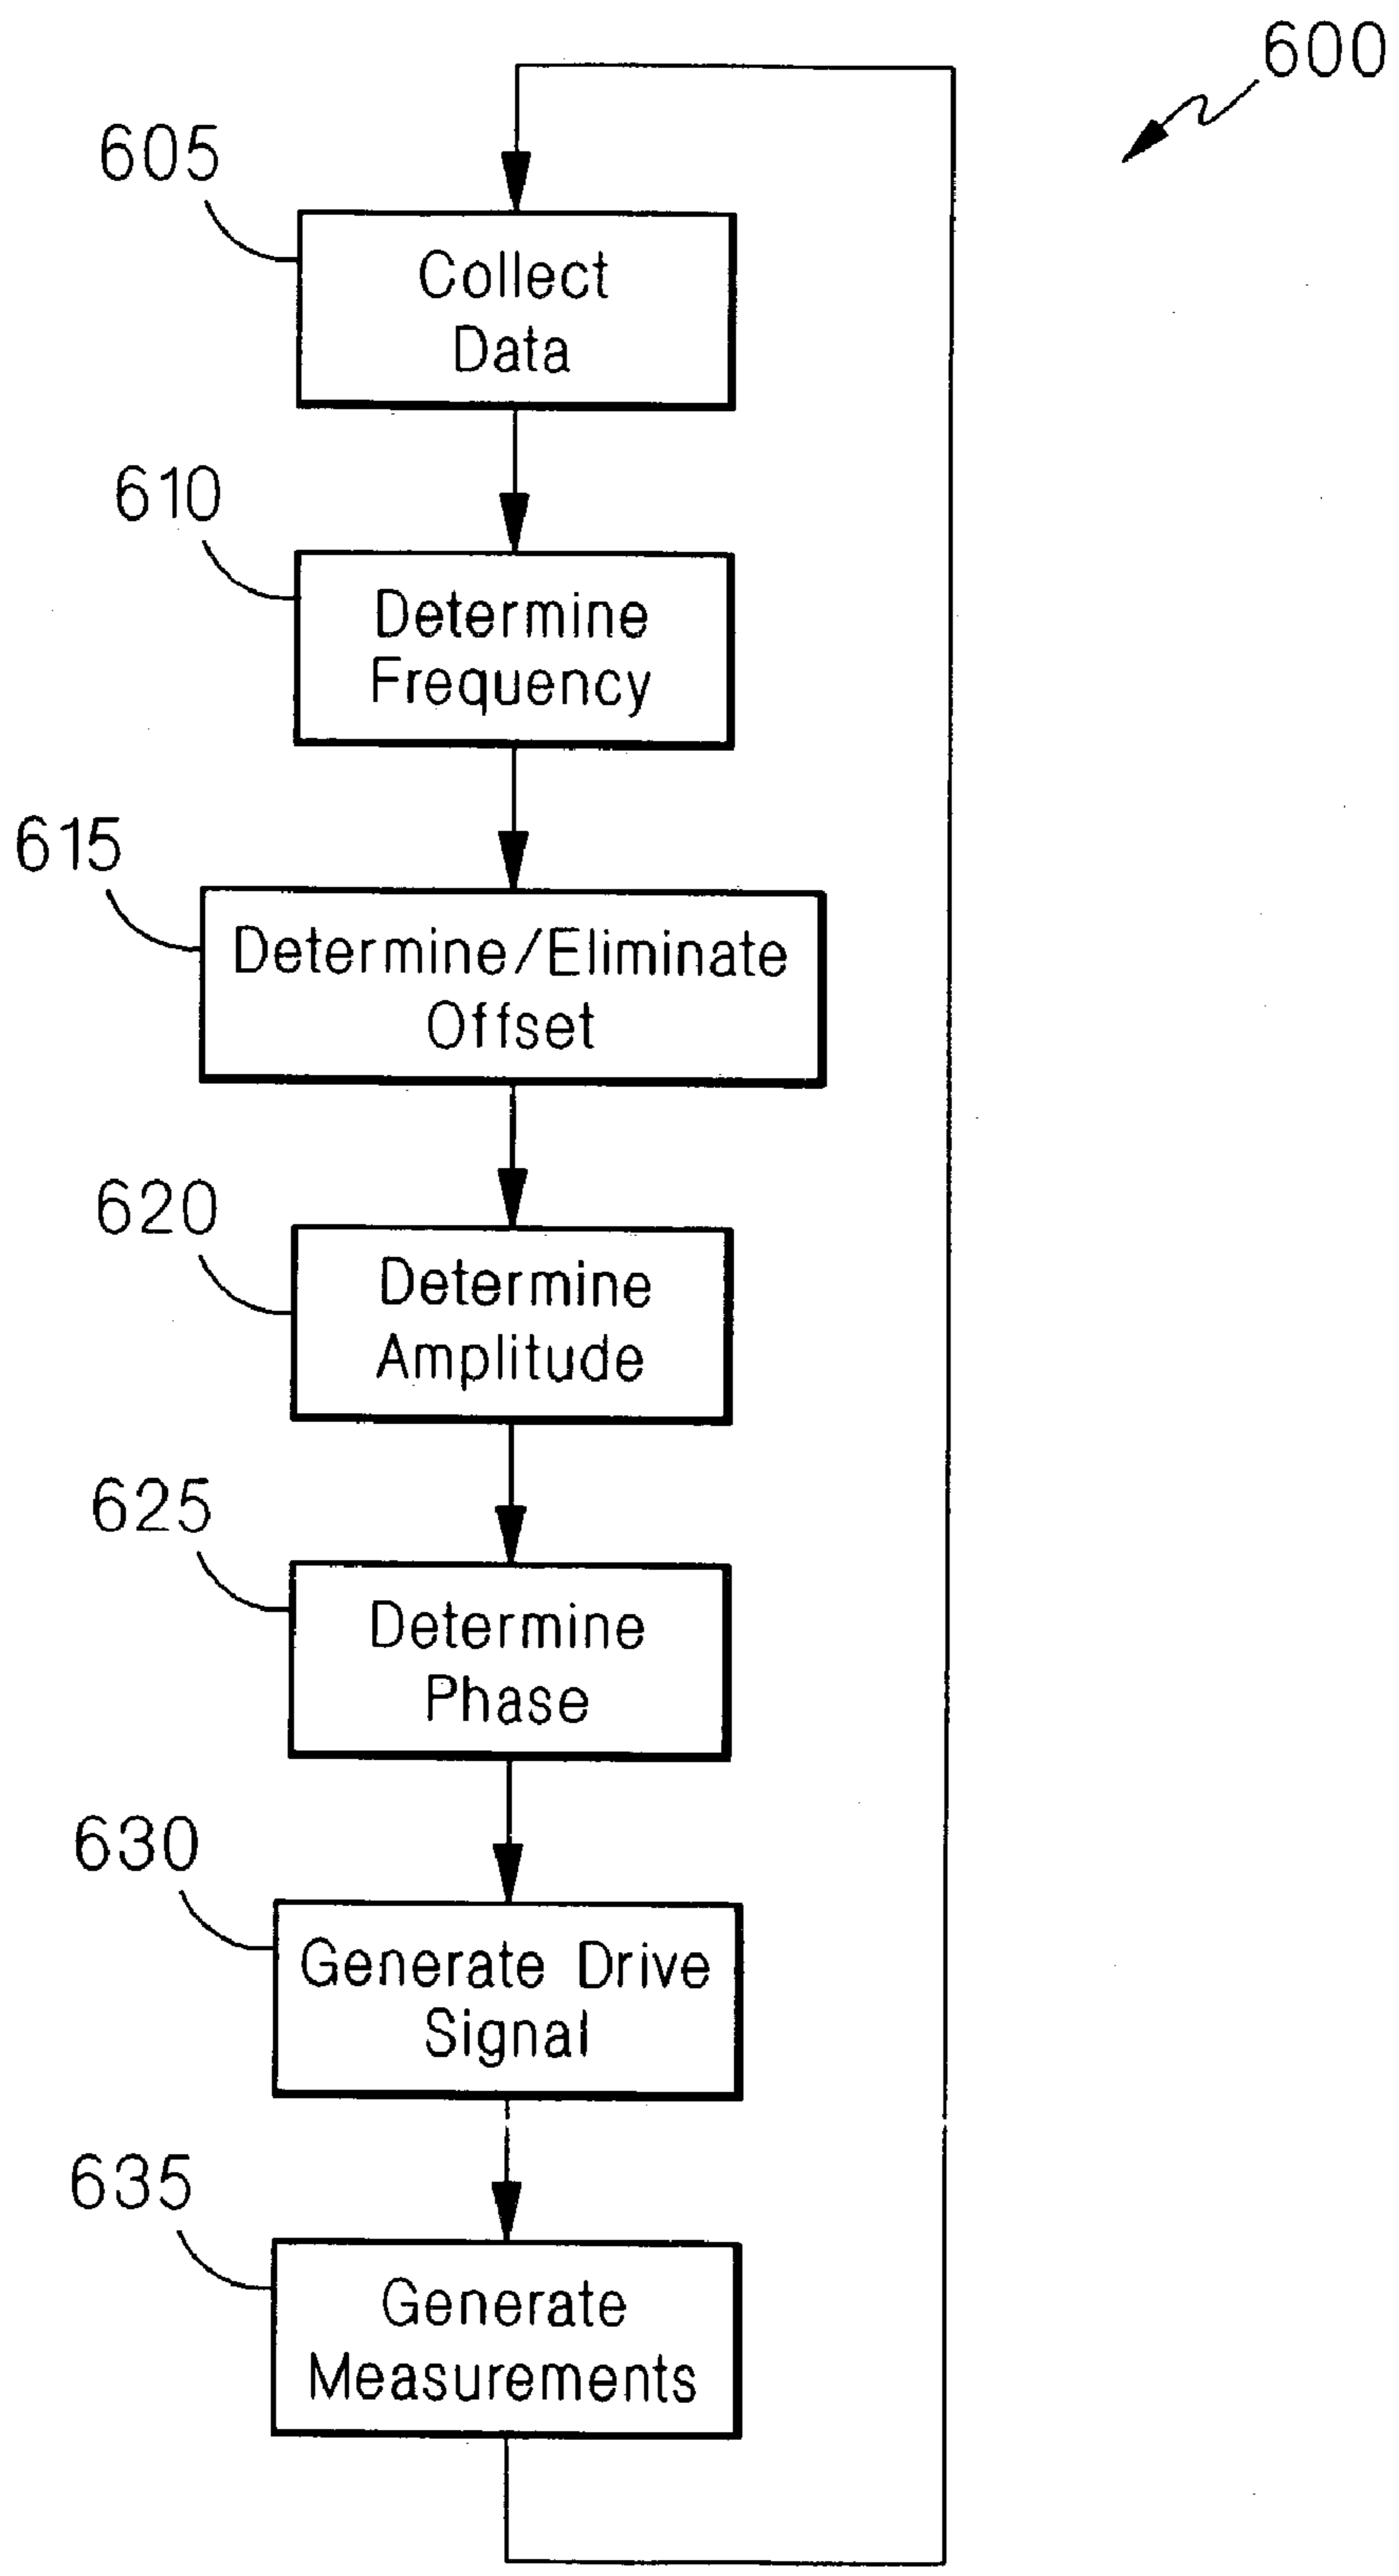 600
605
Collect
Data
610
Determine
Frequency
615
Determine/Eliminate
Offset
620
Determine
Amplitude
625
Determine
Phase
630
Generate Drive
Signal
635
Generate
Measurements